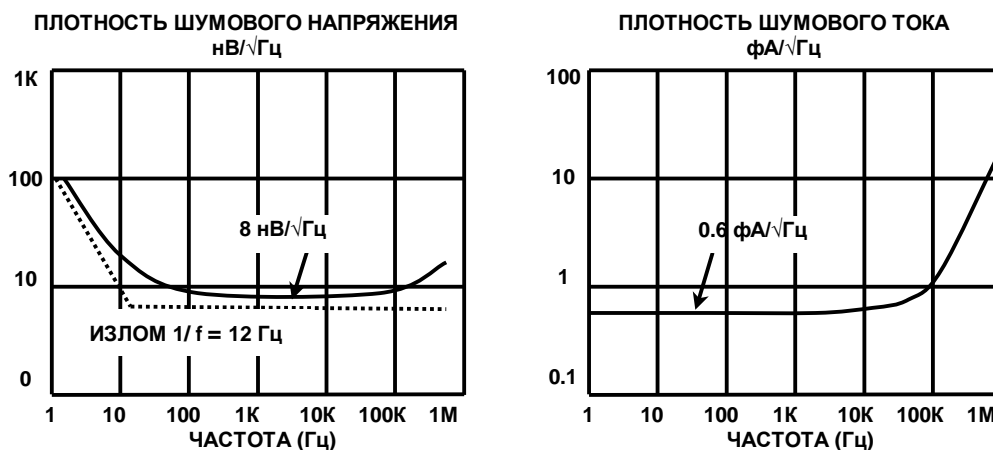 ПЛОТНОСТЬ ШУМОВОГО НАПРЯЖЕНИЯ
нВ/√Гц
1К
100
10
0
8 нВ/√Гц
ИЗЛОМ 1/ f = 12 Гц
1 10 100 1К 10К 100К 1М
ЧАСТОТА (Гц)
ПЛОТНОСТЬ ШУМОВОГО ТОКА
фА/√Гц
100
10
1
0.1
0.6 фА/√Гц
1 10 100 1К 10К 100К 1М
ЧАСТОТА (Гц)